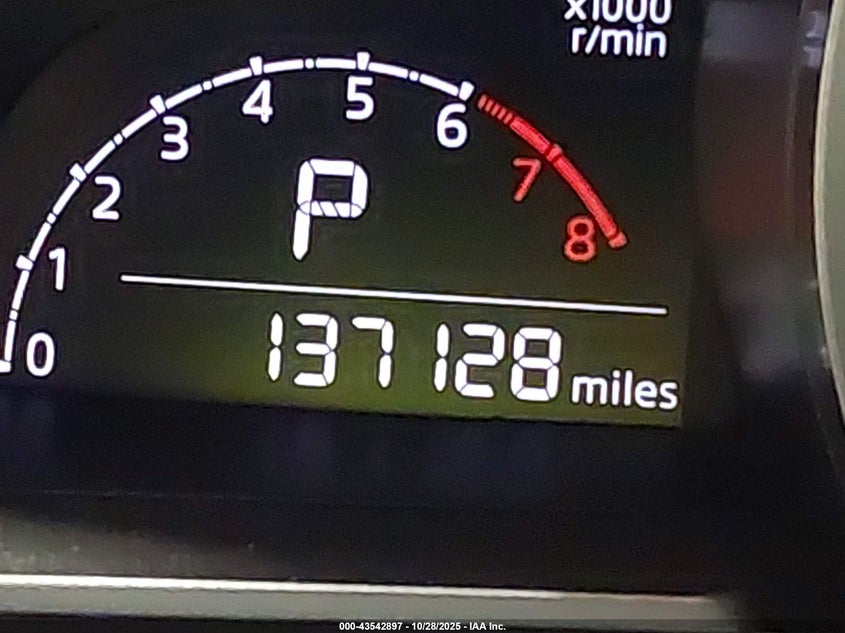 x1000
r/min
0 1 2 3 4 5 6 7 8
P
137128 miles
000-43542897 - 10/28/2025 - IAA Inc.